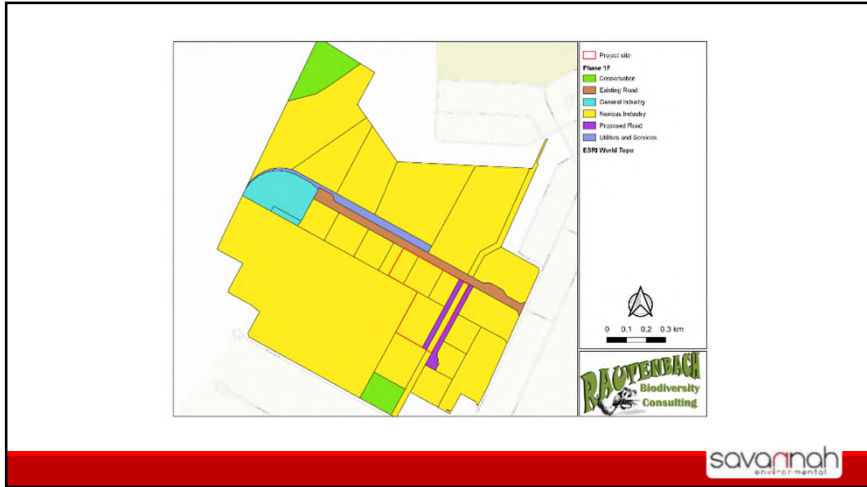 Project site
Phase 1F
Conservation
Existing Road
General Industry
Noxious Industry
Proposed Road
Utilities and Services
ESRI World Topo
0 0.1 0.2 0.3 km
RAUTENBACH
Biodiversity
Consulting
savannah
environmental